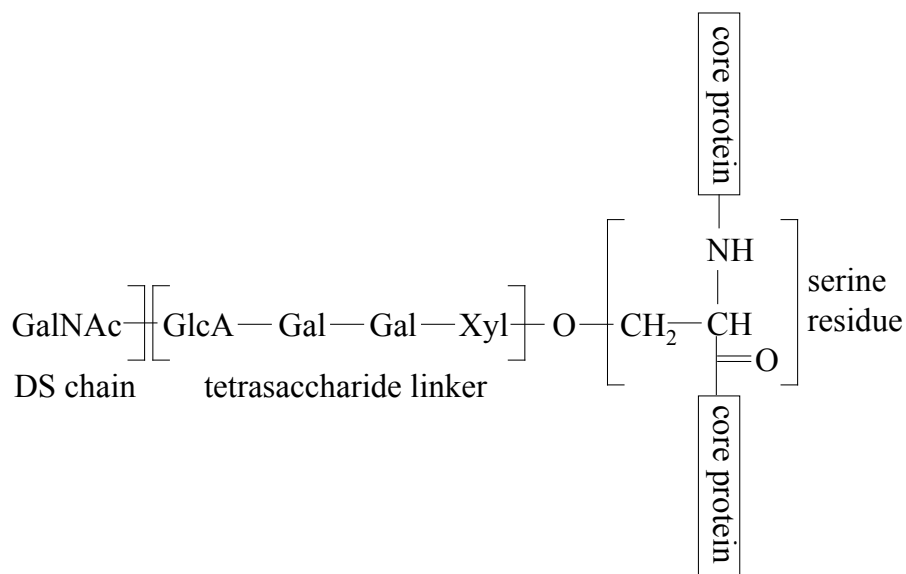 core protein
NH
serine
residue
GalNAc GlcA Gal Gal Xyl O CH₂ CH
O
DS chain tetrasaccharide linker
core protein